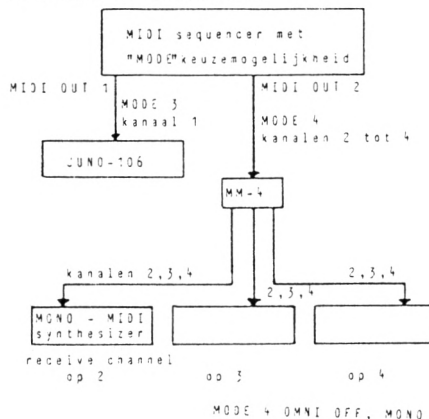 MIDI sequencer met
"MODE"keuzemogelijkheid
MIDI OUT 1
MIDI OUT 2
MODE 3
kanaal 1
MODE 4
kanalen 2 tot 4
JUNO-106
MM-4
kanalen 2,3,4
2,3,4
2,3,4
MONO - MIDI
synthesizer
receive channel
op 2
op 3
op 4
MODE 4 OMNI OFF, MONO